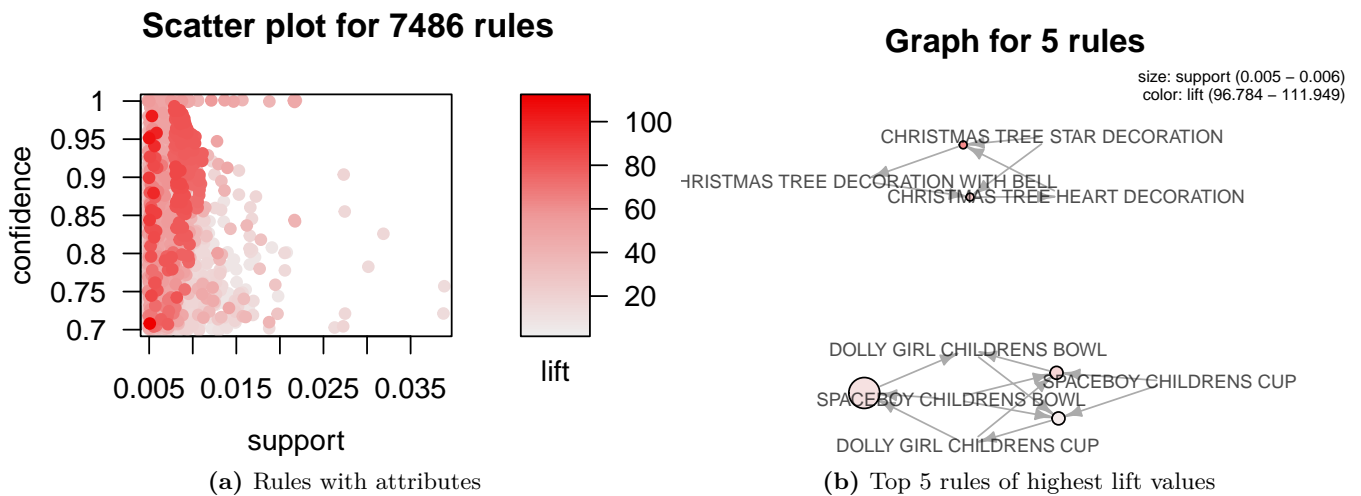 Scatter plot for 7486 rules
1
0.95
0.9
0.85
0.8
0.75
0.7
confidence
0.005
0.015
0.025
0.035
support
100
80
60
40
20
lift
(a) Rules with attributes
Graph for 5 rules
size: support (0.005 − 0.006)
color: lift (96.784 − 111.949)
CHRISTMAS TREE STAR DECORATION
HRISTMAS TREE DECORATION WITH BELL
CHRISTMAS TREE HEART DECORATION
DOLLY GIRL CHILDRENS BOWL
SPACEBOY CHILDRENS CUP
SPACEBOY CHILDRENS BOWL
DOLLY GIRL CHILDRENS CUP
(b) Top 5 rules of highest lift values